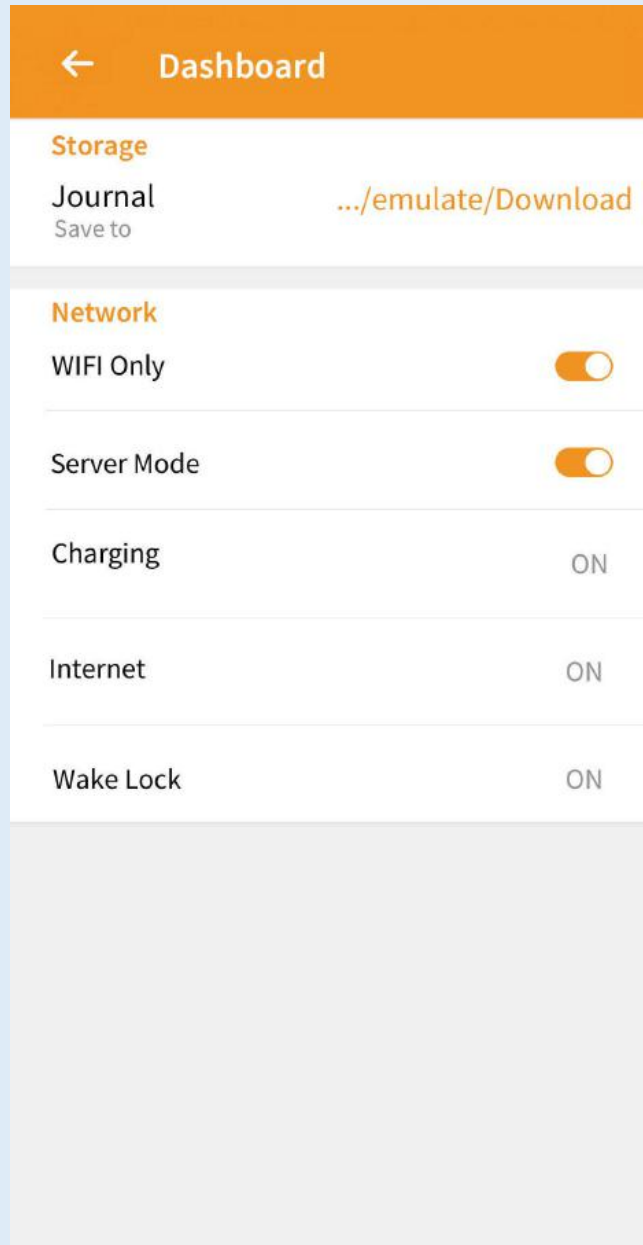 Dashboard
Storage
Journal
.../emulate/Download
Save to
Network
WIFI Only
Server Mode
Charging
ON
Internet
ON
Wake Lock
ON